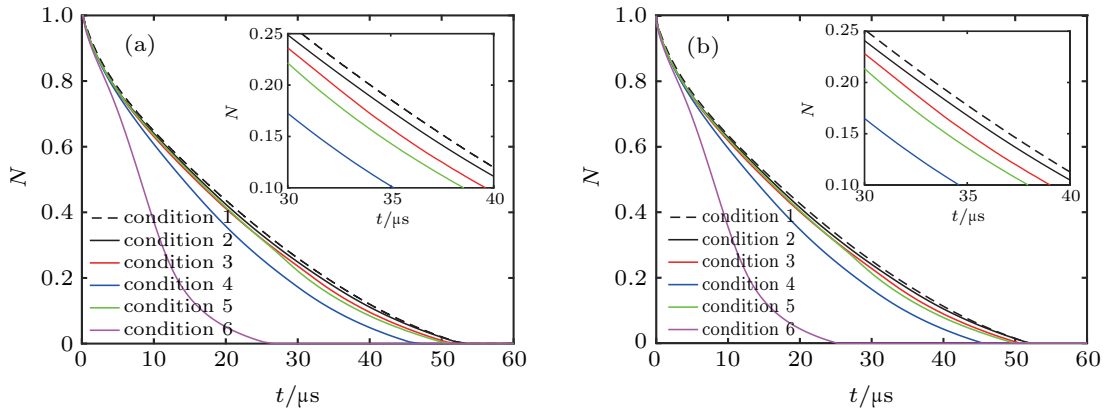 (a)
N
1.0
0.8
0.6
0.4
0.2
0
0
10
20
30
40
50
60
t/μs
condition 1
condition 2
condition 3
condition 4
condition 5
condition 6
N
0.25
0.20
0.15
0.10
30
35
40
t/μs
(b)
N
1.0
0.8
0.6
0.4
0.2
0
0
10
20
30
40
50
60
t/μs
condition 1
condition 2
condition 3
condition 4
condition 5
condition 6
N
0.25
0.20
0.15
0.10
30
35
40
t/μs